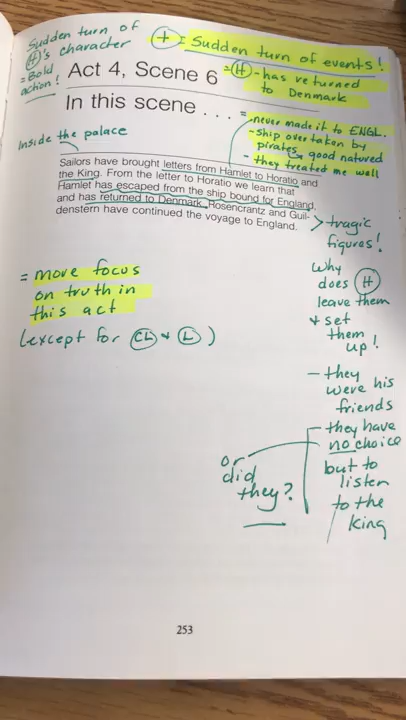 Sudden turn of
(H)'s character
= Bold
action!
(+) = Sudden turn of events!
= (H) - has returned
to Denmark
Act 4, Scene 6
In this scene . . .
= never made it to ENGL.
- ship overtaken by
pirates, good natured
- they treated me well
Inside the palace
Sailors have brought letters from Hamlet to Horatio and
the King. From the letter to Horatio we learn that
Hamlet has escaped from the ship bound for England,
and has returned to Denmark. Rosencrantz and Guil-
denstern have continued the voyage to England.
> tragic
figures!
Why
does (H)
leave them
+ set
them
up!
- they
were his
friends
- they have
no choice
but to
listen
to the
king
or
did
they?
= move focus
on truth in
this act
(except for (CL) + (L))
253